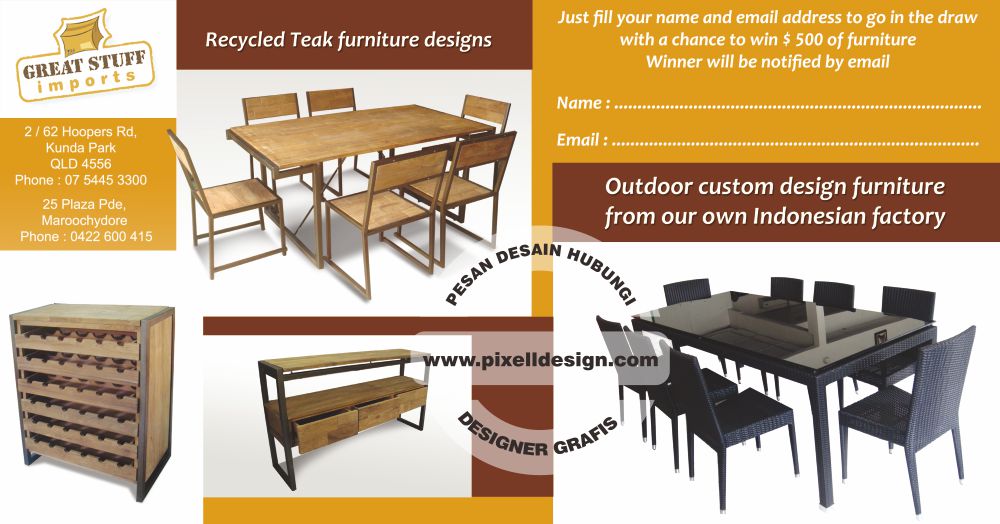 GREAT STUFF
imports
2 / 62 Hoopers Rd,
Kunda Park
QLD 4556
Phone : 07 5445 3300
25 Plaza Pde,
Maroochydore
Phone : 0422 600 415
Recycled Teak furniture designs
Just fill your name and email address to go in the draw
with a chance to win $ 500 of furniture
Winner will be notified by email
Name : ................................................................................
Email : ................................................................................
Outdoor custom design furniture
from our own Indonesian factory
PESAN DESAIN HUBUNGI
www.pixelldesign.com
DESIGNER GRAFIS